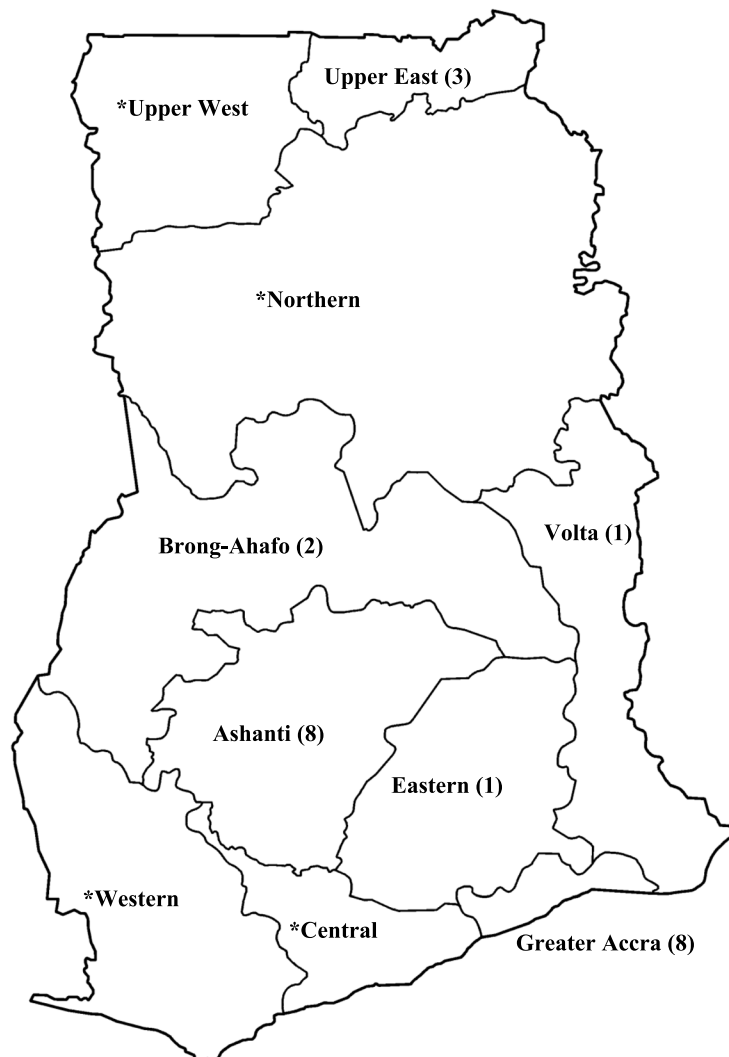 Upper East (3)
*Upper West
*Northern
Volta (1)
Brong-Ahafo (2)
Ashanti (8)
Eastern (1)
*Western
*Central
Greater Accra (8)